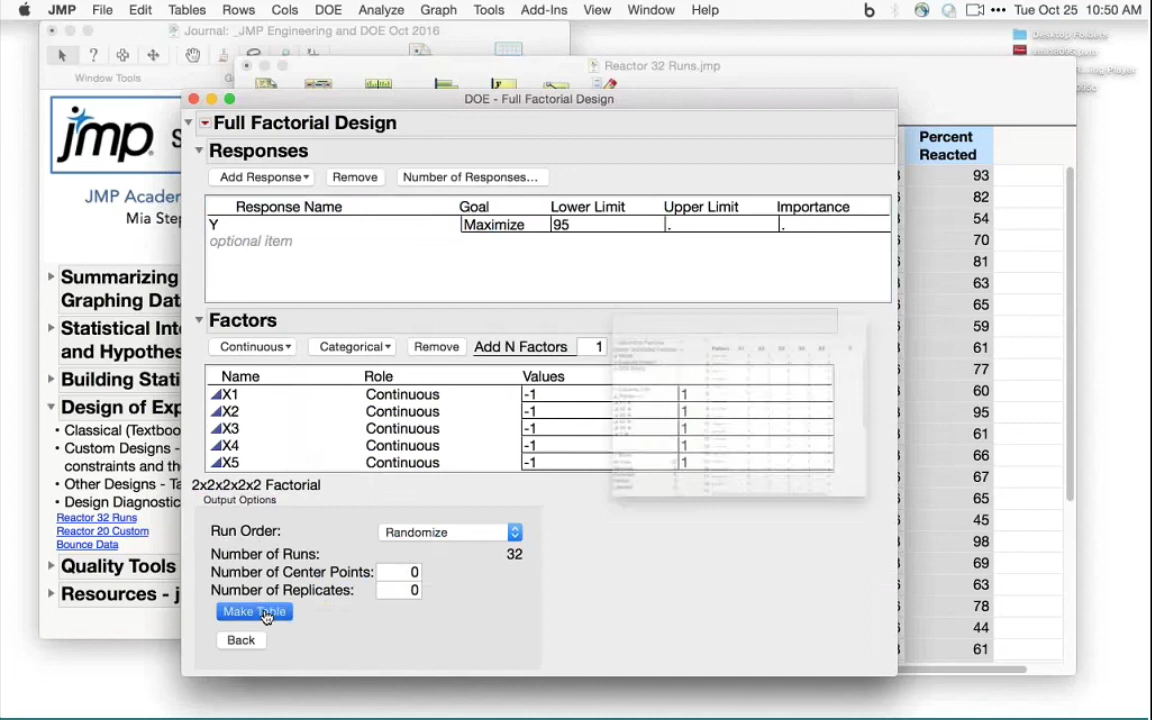 JMP File Edit Tables Rows Cols DOE Analyze Graph Tools Add-Ins View Window Help Tue Oct 25 10:50 AM
Journal: _JMP Engineering and DOE Oct 2016
Window Tools
Reactor 32 Runs.jmp
DOE - Full Factorial Design
Full Factorial Design
Responses
Add Response Remove Number of Responses...
Response Name Goal Lower Limit Upper Limit Importance
Y Maximize 95 . .
optional item
Factors
Continuous Categorical Remove Add N Factors 1
Name Role Values
X1 Continuous -1 1
X2 Continuous -1 1
X3 Continuous -1 1
X4 Continuous -1 1
X5 Continuous -1 1
2x2x2x2x2 Factorial
Output Options
Run Order: Randomize
Number of Runs: 32
Number of Center Points: 0
Number of Replicates: 0
Make Table
Back
jmp. S
JMP Acader
Mia Step
Summarizing
Graphing Dat
Statistical Int
and Hypothes
Building Stati
Design of Exp
• Classical (Textboo
• Custom Designs -
constraints and the
• Other Designs - Ta
• Design Diagnostic
Reactor 32 Runs
Reactor 20 Custom
Bounce Data
Quality Tools
Resources - j
Percent
Reacted
93
82
54
70
81
63
65
59
61
77
60
95
61
66
67
65
45
98
69
63
78
44
61